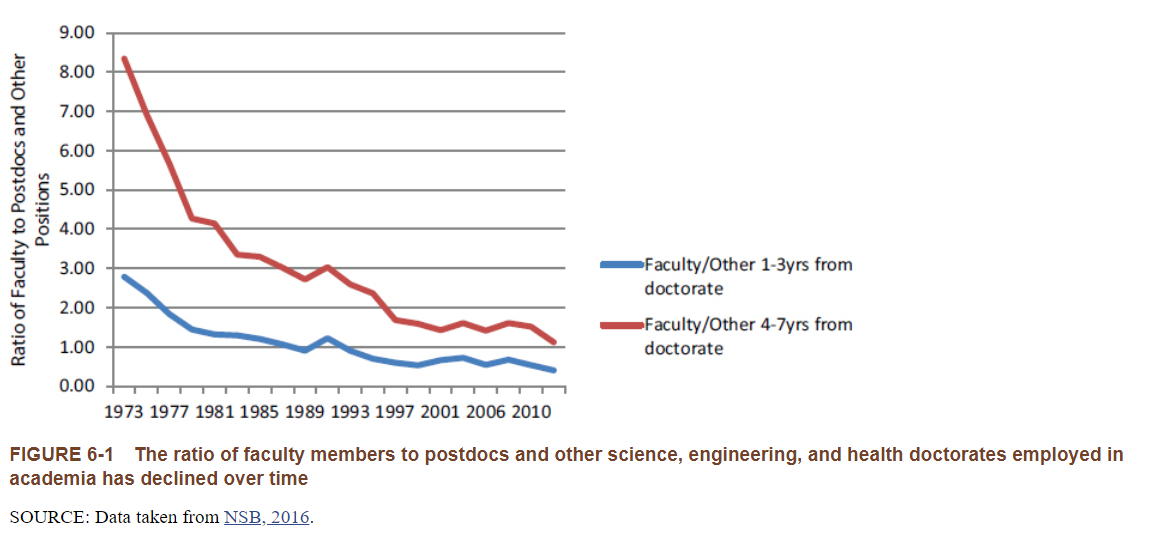 Ratio of Faculty to Postdocs and Other
Positions
9.00
8.00
7.00
6.00
5.00
4.00
3.00
2.00
1.00
0.00
1973 1977 1981 1985 1989 1993 1997 2001 2006 2010
Faculty/Other 1-3yrs from
doctorate
Faculty/Other 4-7yrs from
doctorate
FIGURE 6-1 The ratio of faculty members to postdocs and other science, engineering, and health doctorates employed in
academia has declined over time
SOURCE: Data taken from NSB, 2016.